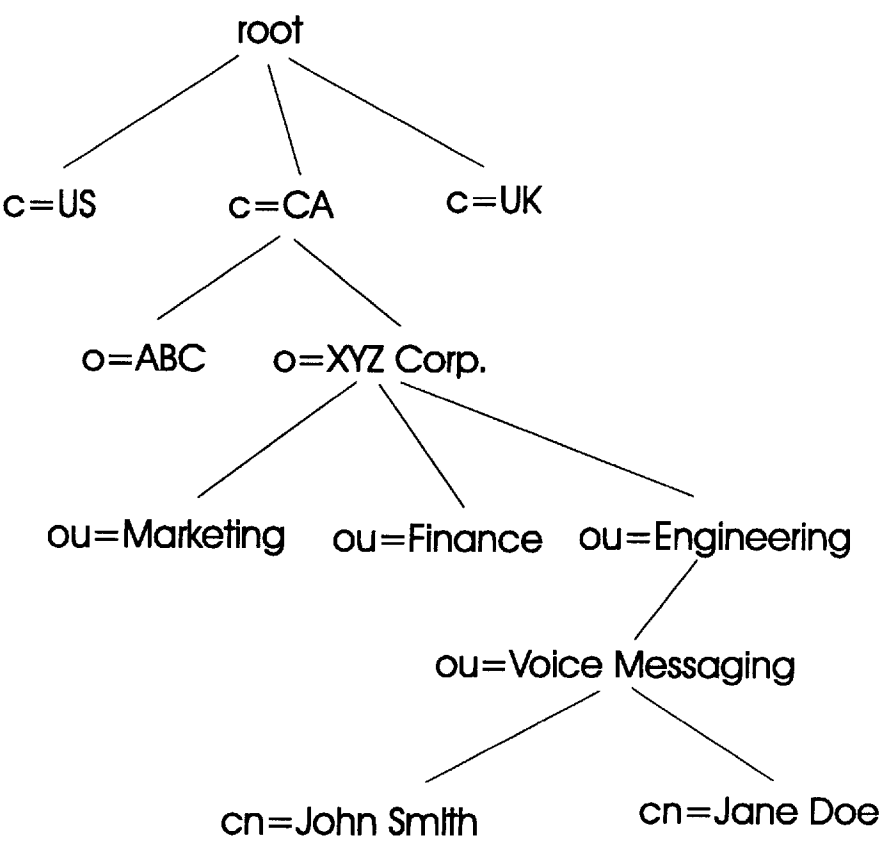 root
c=US
c=CA
c=UK
o=ABC
o=XYZ Corp.
ou=Marketing
ou=Finance
ou=Engineering
ou=Voice Messaging
cn=John Smith
cn=Jane Doe